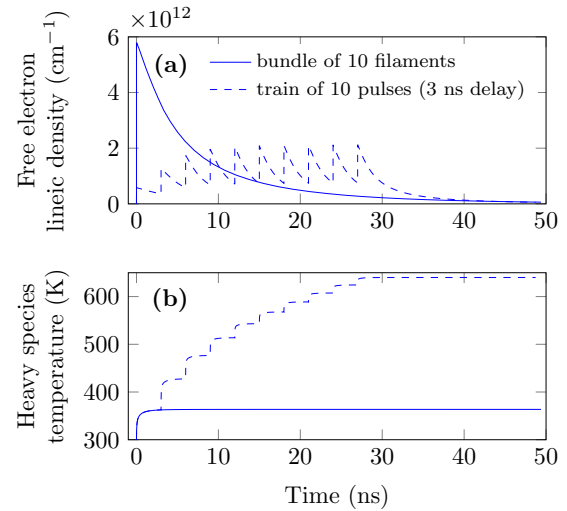 ×10¹²
6
4
2
0
Free electron
lineic density (cm⁻¹)
(a)
bundle of 10 filaments
train of 10 pulses (3 ns delay)
0 10 20 30 40 50
600
500
400
300
Heavy species
temperature (K)
(b)
0 10 20 30 40 50
Time (ns)